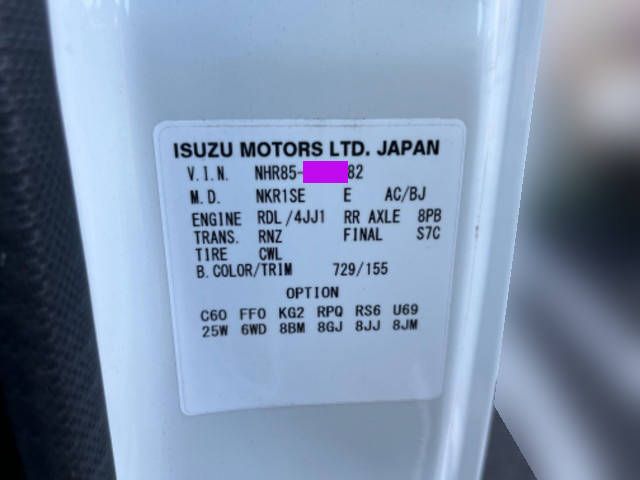 ISUZU MOTORS LTD. JAPAN
V.I.N. NHR85- 82
M.D. NKR1SE E AC/BJ
ENGINE RDL/4JJ1 RR AXLE 8PB
TRANS. RNZ FINAL S7C
TIRE CWL
B.COLOR/TRIM 729/155
OPTION
C60 FF0 KG2 RPQ RS6 U69
25W 6WD 8BM 8GJ 8JJ 8JM